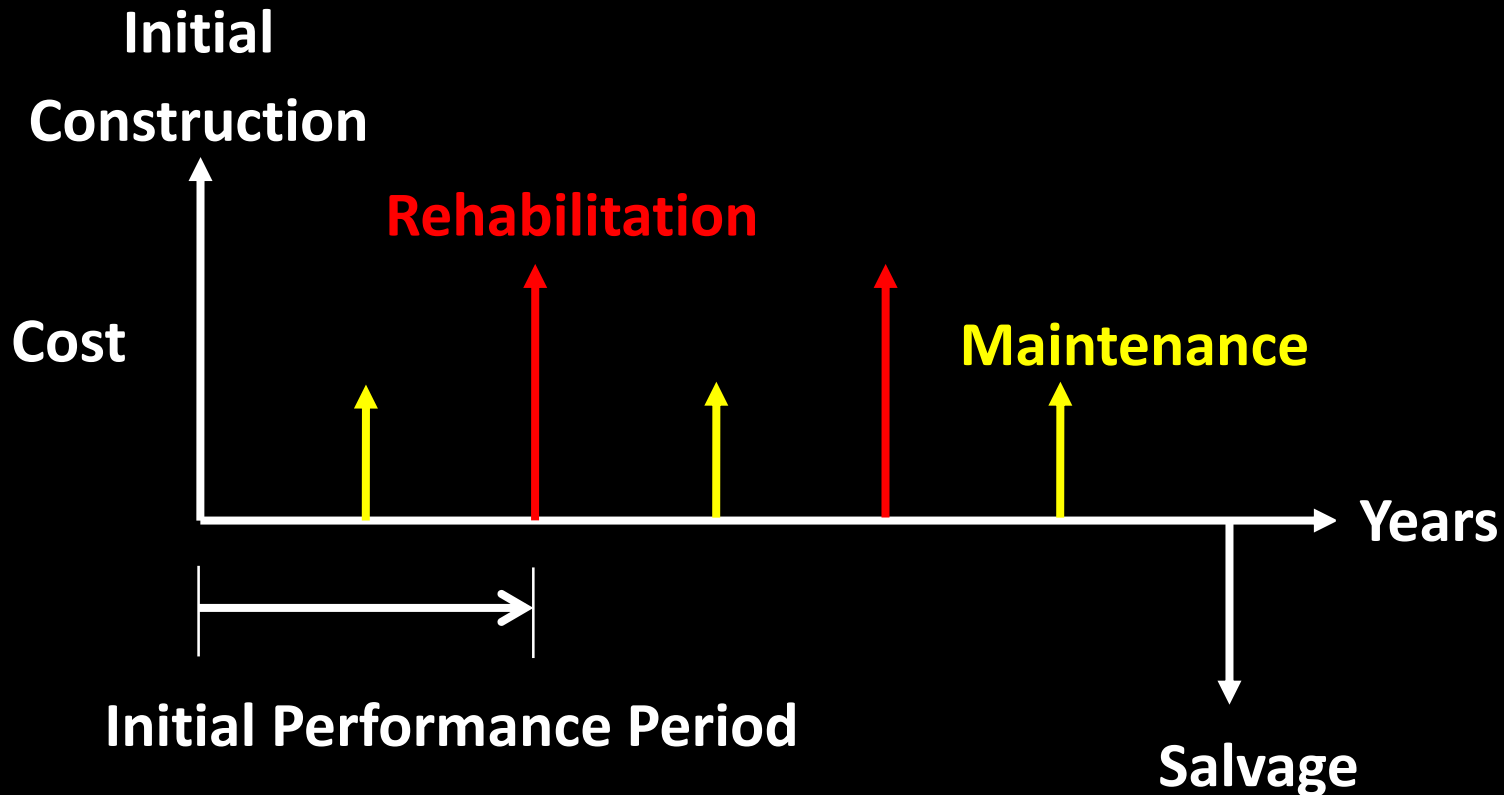 Initial
Construction
Rehabilitation
Cost
Maintenance
Years
Initial Performance Period
Salvage